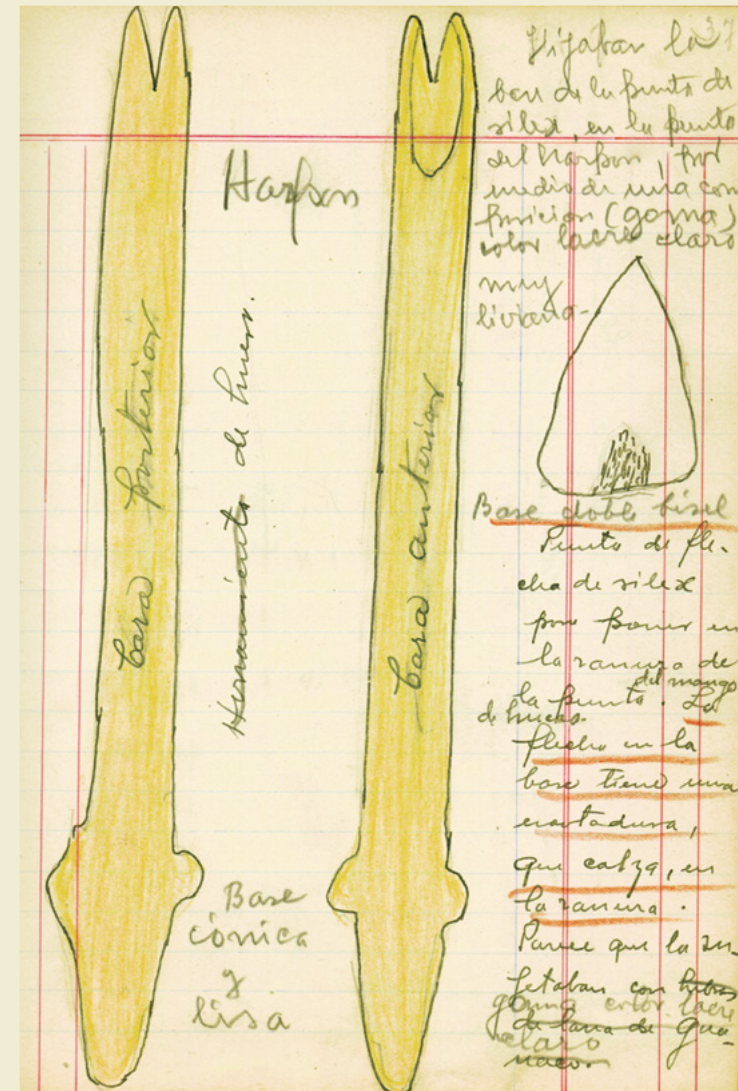 37
Harpon
Cara posterior
Herramienta de hueso.
Cara anterior
Base
cónica
y
lisa
Fijaban la
base de la punta de
silex, en la punta
del Harpon, por
medio de una com
posicion (goma)
color lacre claro
muy
liviana-
Base doble bisel
Punta de fle-
cha de silex
para poner en
la ranura de
la punta del mango
de hueso. La
flecha en la
base tiene una
cortadura,
que calza, en
la ranura.
Parece que la su-
jetaban con hebras
goma color lacre
de lana de gua-
claro
naco.